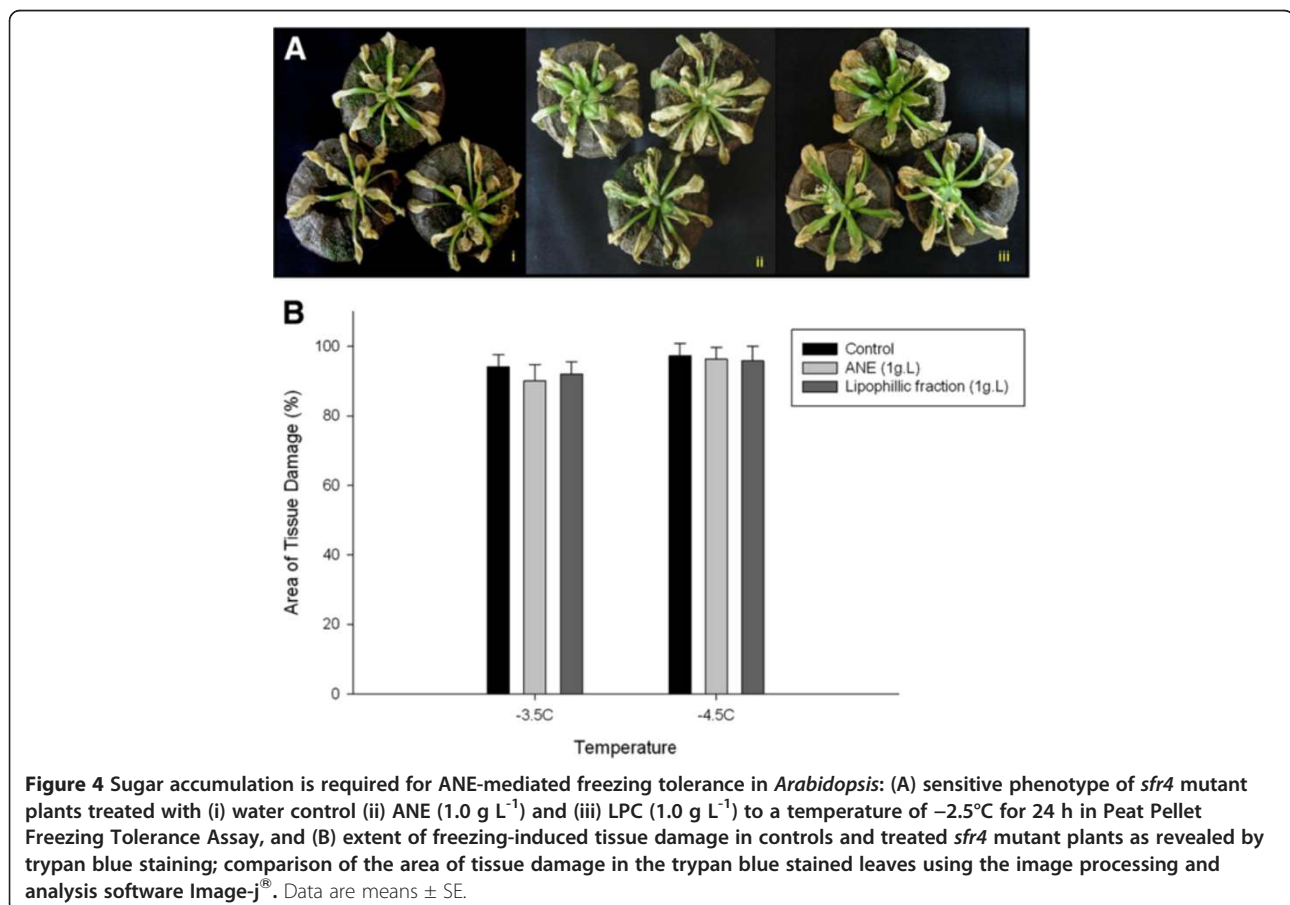 A
i
ii
iii
B
100
80
60
40
20
0
Area of Tissue Damage (%)
-3.5C
-4.5C
Temperature
Control
ANE (1g.L)
Lipophillic fraction (1g.L)
Figure 4 Sugar accumulation is required for ANE-mediated freezing tolerance in Arabidopsis: (A) sensitive phenotype of sfr4 mutant
plants treated with (i) water control (ii) ANE (1.0 g L⁻¹) and (iii) LPC (1.0 g L⁻¹) to a temperature of −2.5°C for 24 h in Peat Pellet
Freezing Tolerance Assay, and (B) extent of freezing-induced tissue damage in controls and treated sfr4 mutant plants as revealed by
trypan blue staining; comparison of the area of tissue damage in the trypan blue stained leaves using the image processing and
analysis software Image-j®. Data are means ± SE.